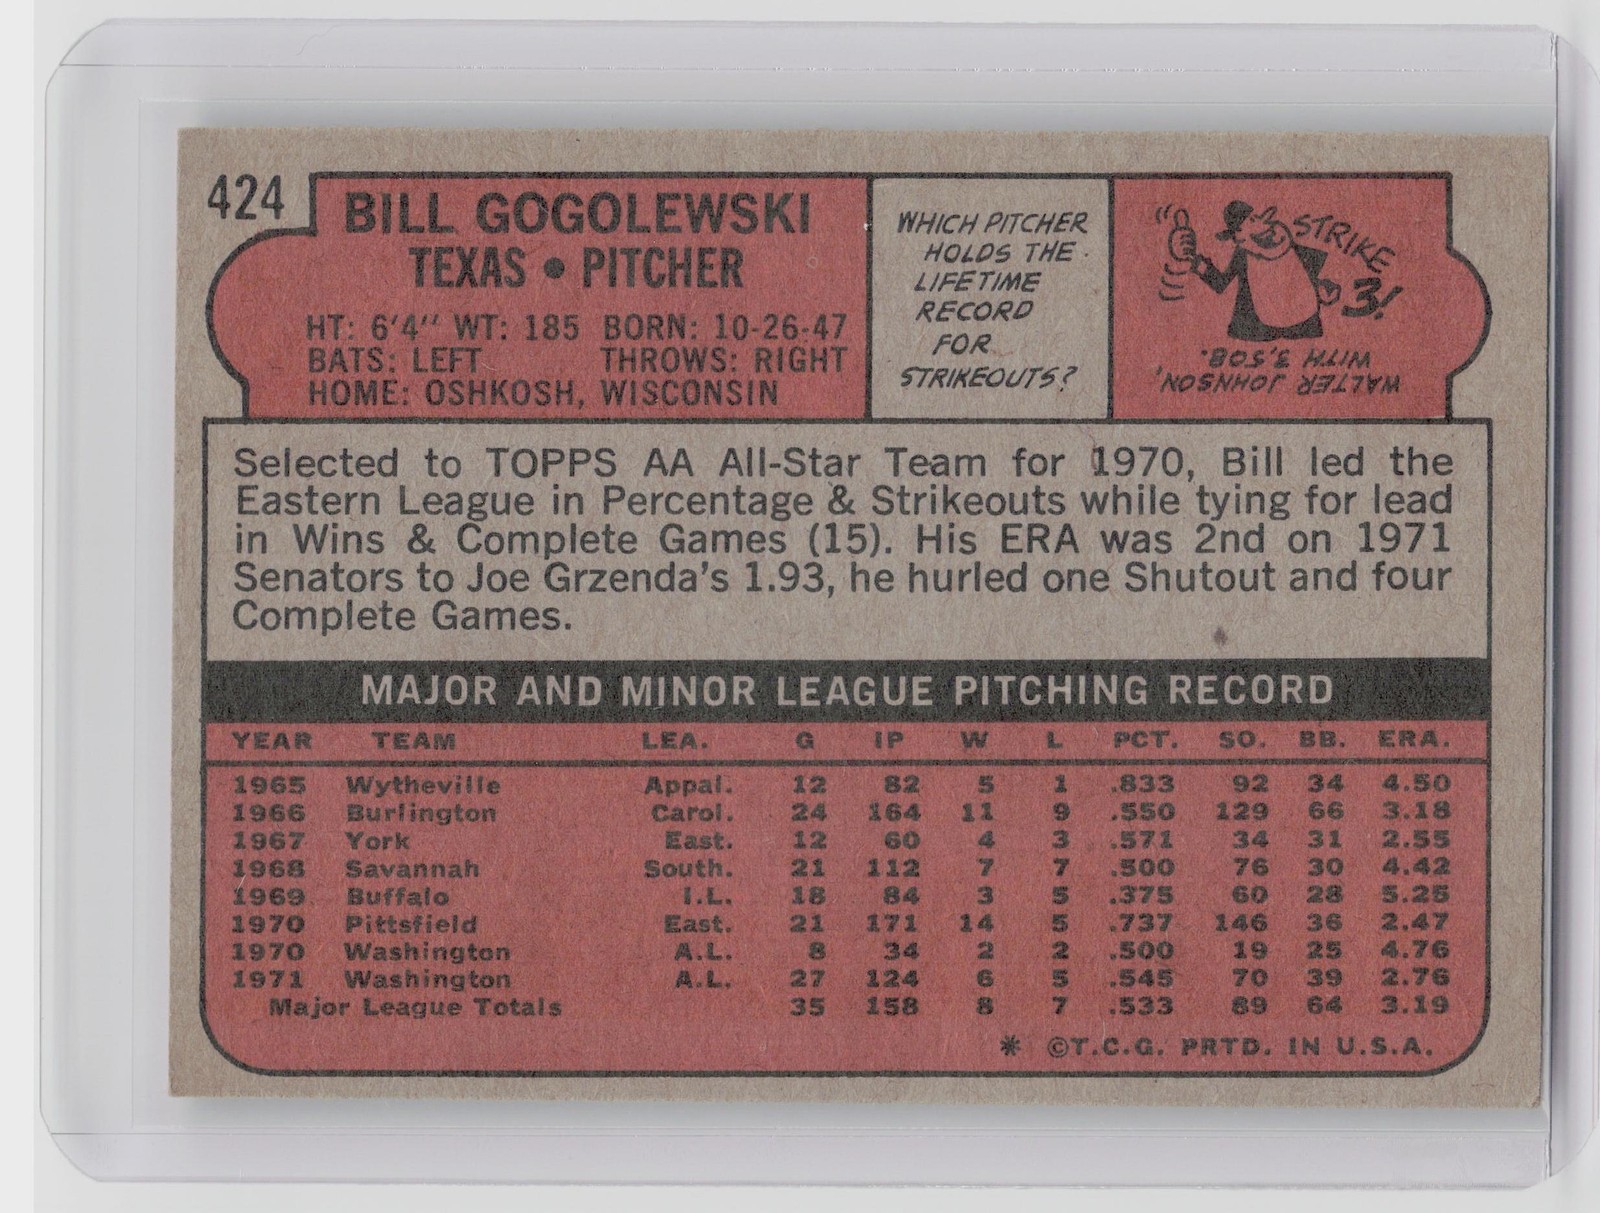 424
BILL GOGOLEWSKI
TEXAS • PITCHER
HT: 6'4" WT: 185 BORN: 10-26-47
BATS: LEFT THROWS: RIGHT
HOME: OSHKOSH, WISCONSIN
WHICH PITCHER
HOLDS THE
LIFETIME
RECORD
FOR
STRIKEOUTS?
STRIKE
3!
WALTER JOHNSON,
WITH 3,508.
Selected to TOPPS AA All-Star Team for 1970, Bill led the
Eastern League in Percentage & Strikeouts while tying for lead
in Wins & Complete Games (15). His ERA was 2nd on 1971
Senators to Joe Grzenda's 1.93, he hurled one Shutout and four
Complete Games.
MAJOR AND MINOR LEAGUE PITCHING RECORD
YEAR TEAM LEA. G IP W L PCT. SO. BB. ERA.
1965 Wytheville Appal. 12 82 5 1 .833 92 34 4.50
1966 Burlington Carol. 24 164 11 9 .550 129 66 3.18
1967 York East. 12 60 4 3 .571 34 31 2.55
1968 Savannah South. 21 112 7 7 .500 76 30 4.42
1969 Buffalo I.L. 18 84 3 5 .375 60 28 5.25
1970 Pittsfield East. 21 171 14 5 .737 146 36 2.47
1970 Washington A.L. 8 34 2 2 .500 19 25 4.76
1971 Washington A.L. 27 124 6 5 .545 70 39 2.76
Major League Totals 35 158 8 7 .533 89 64 3.19
* ©T.C.G. PRTD. IN U.S.A.